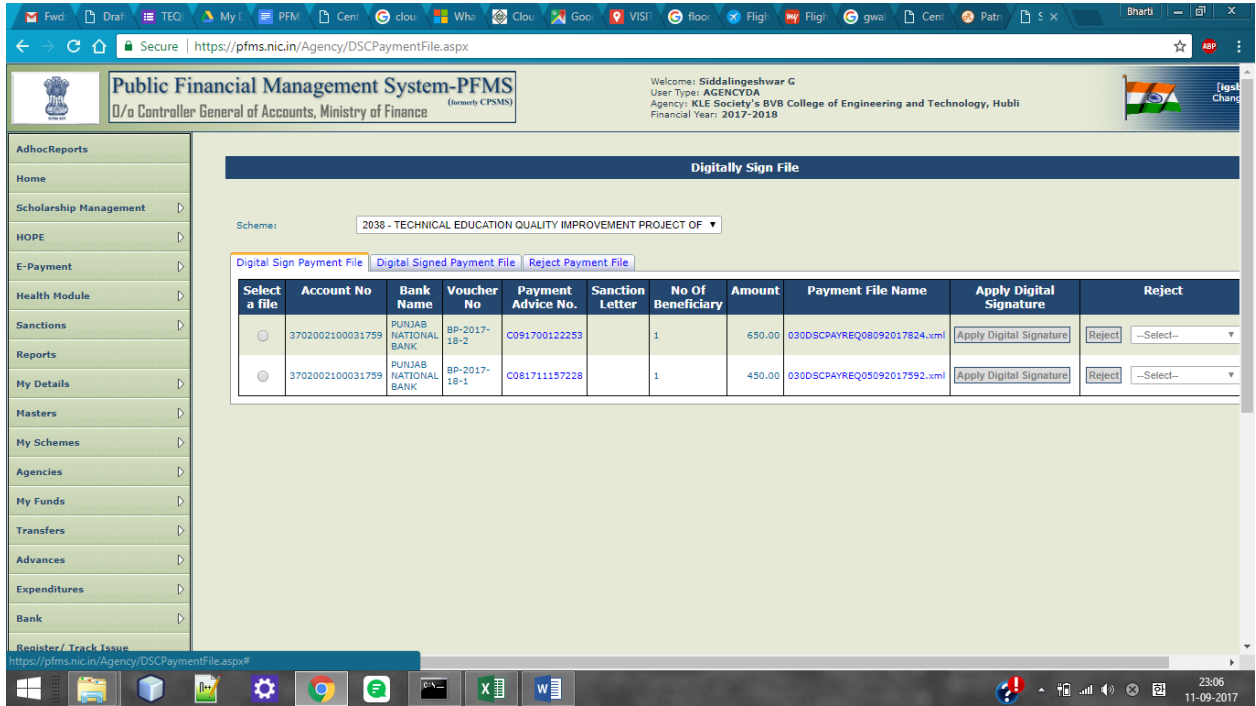 Fwd:
Draf
TEQ
My D
PFM
Cent
clou
Wha
Clou
Goo
VISI
floo
Fligh
Fligh
gwal
Cent
Patn
S
Bharti
Secure | https://pfms.nic.in/Agency/DSCPaymentFile.aspx
ABP
Public Financial Management System-PFMS
(formerly CPSMS)
O/o Controller General of Accounts, Ministry of Finance
Welcome: Siddalingeshwar G
User Type: AGENCYDA
Agency: KLE Society's BVB College of Engineering and Technology, Hubli
Financial Year: 2017-2018
[igsl
Chang
AdhocReports
Home
Scholarship Management
HOPE
E-Payment
Health Module
Sanctions
Reports
My Details
Masters
My Schemes
Agencies
My Funds
Transfers
Advances
Expenditures
Bank
Register/ Track Issue
Digitally Sign File
Scheme: 2038 - TECHNICAL EDUCATION QUALITY IMPROVEMENT PROJECT OF
Digital Sign Payment File Digital Signed Payment File Reject Payment File
Select a file Account No Bank Name Voucher No Payment Advice No. Sanction Letter No Of Beneficiary Amount Payment File Name Apply Digital Signature Reject
3702002100031759 PUNJAB NATIONAL BANK BP-2017-18-2 C091700122253 1 650.00 030DSCPAYREQ08092017824.xml Apply Digital Signature Reject --Select--
3702002100031759 PUNJAB NATIONAL BANK BP-2017-18-1 C081711157228 1 450.00 030DSCPAYREQ05092017592.xml Apply Digital Signature Reject --Select--
https://pfms.nic.in/Agency/DSCPaymentFile.aspx#
23:06
11-09-2017